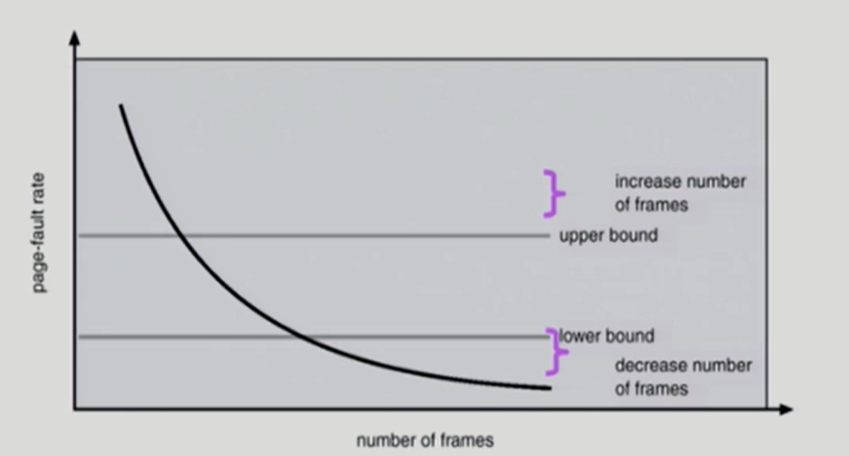 page-fault rate
increase number
of frames
upper bound
lower bound
decrease number
of frames
number of frames